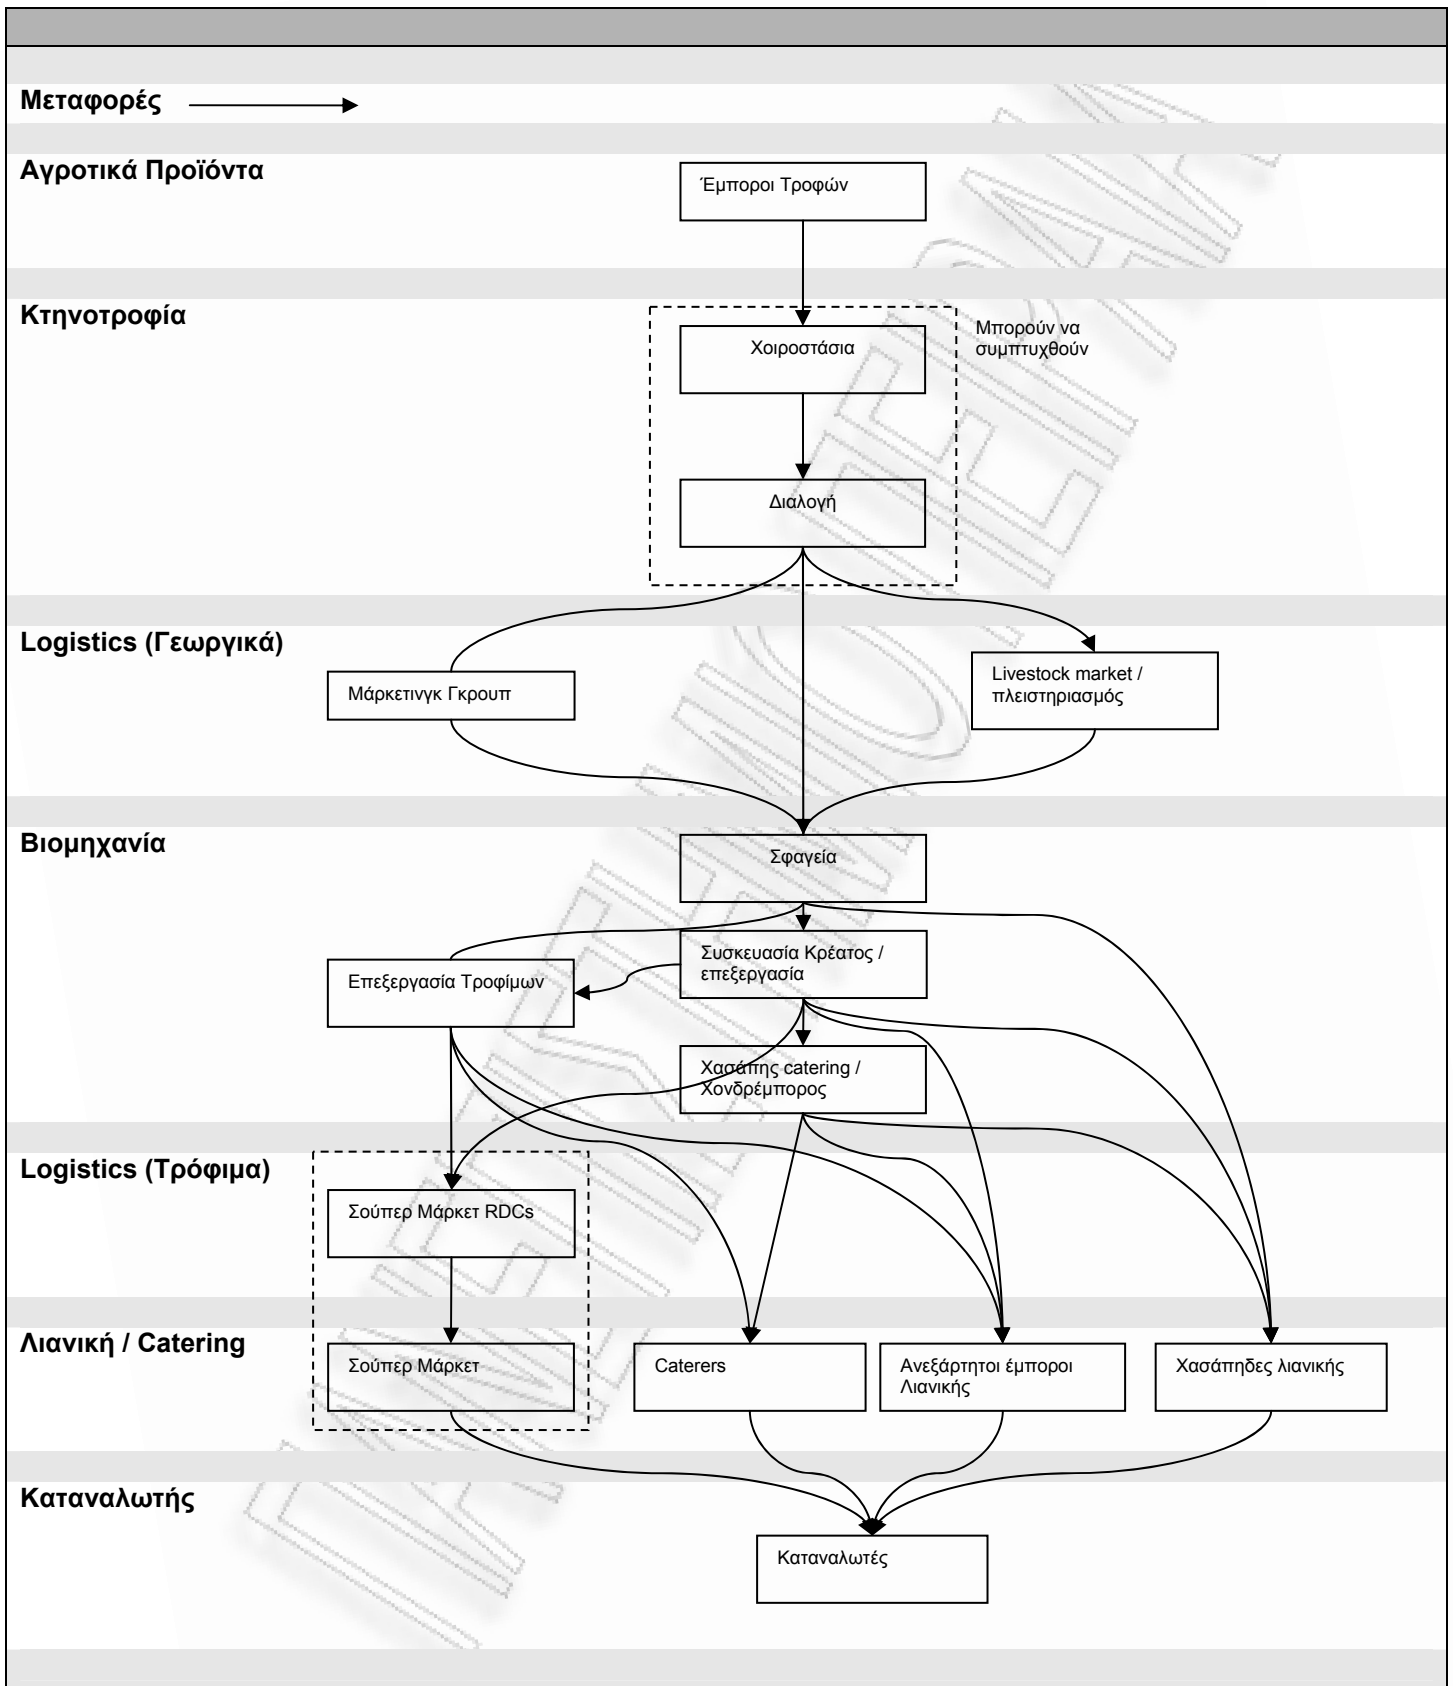 Μεταφορές
Αγροτικά Προϊόντα
Έμποροι Τροφών
Κτηνοτροφία
Χοιροστάσια
Μπορούν να
συμπτυχθούν
Διαλογή
Logistics (Γεωργικά)
Μάρκετινγκ Γκρουπ
Livestock market /
πλειστηριασμός
Βιομηχανία
Σφαγεία
Συσκευασία Κρέατος /
επεξεργασία
Επεξεργασία Τροφίμων
Χασάπης catering /
Χονδρέμπορος
Logistics (Τρόφιμα)
Σούπερ Μάρκετ RDCs
Λιανική / Catering
Σούπερ Μάρκετ
Caterers
Ανεξάρτητοι έμποροι
Λιανικής
Χασάπηδες λιανικής
Καταναλωτής
Καταναλωτές